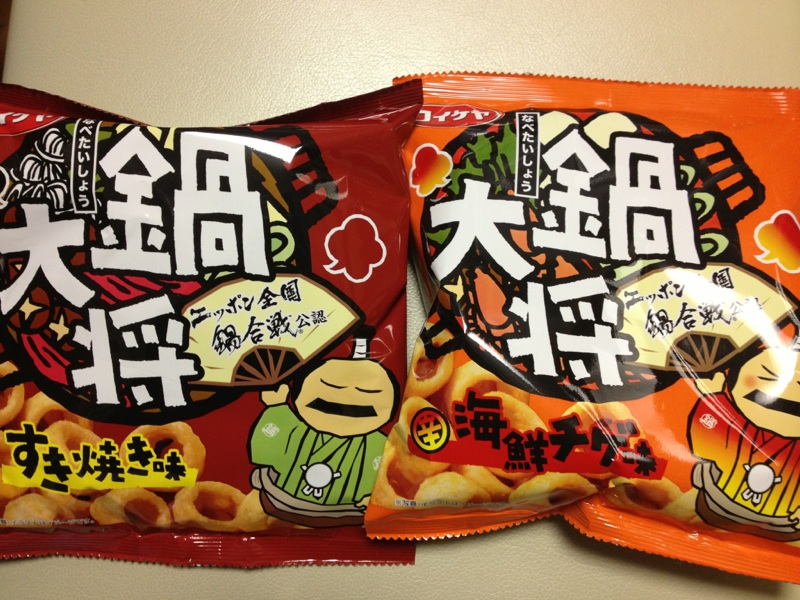 コイケヤ
なべたいしょう
鍋
大将
ニッポン全国
鍋合戦公認
すき焼き味
コイケヤ
なべたいしょう
鍋
大将
ニッポン全国
鍋合戦公認
辛
海鮮チゲ味